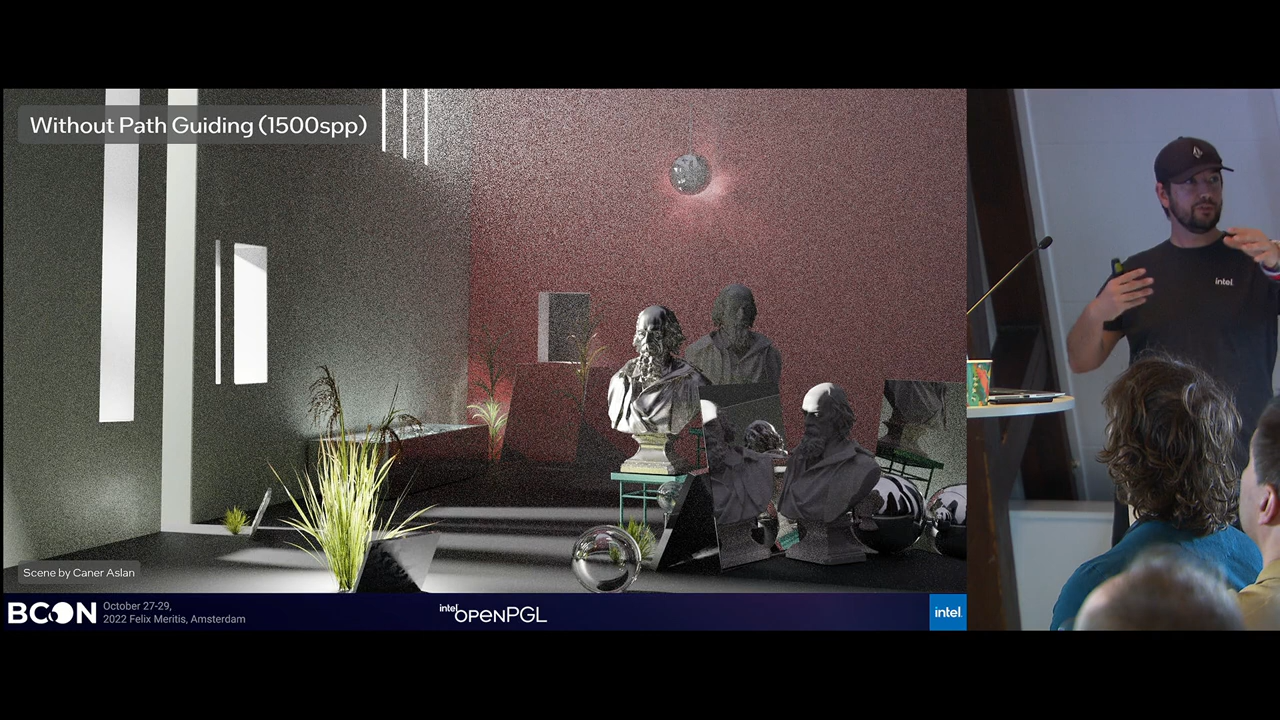 Without Path Guiding (1500spp)
Scene by Caner Aslan
BCON
October 27-29,
2022 Felix Meritis, Amsterdam
intel
OPENPGL
intel.
intel.